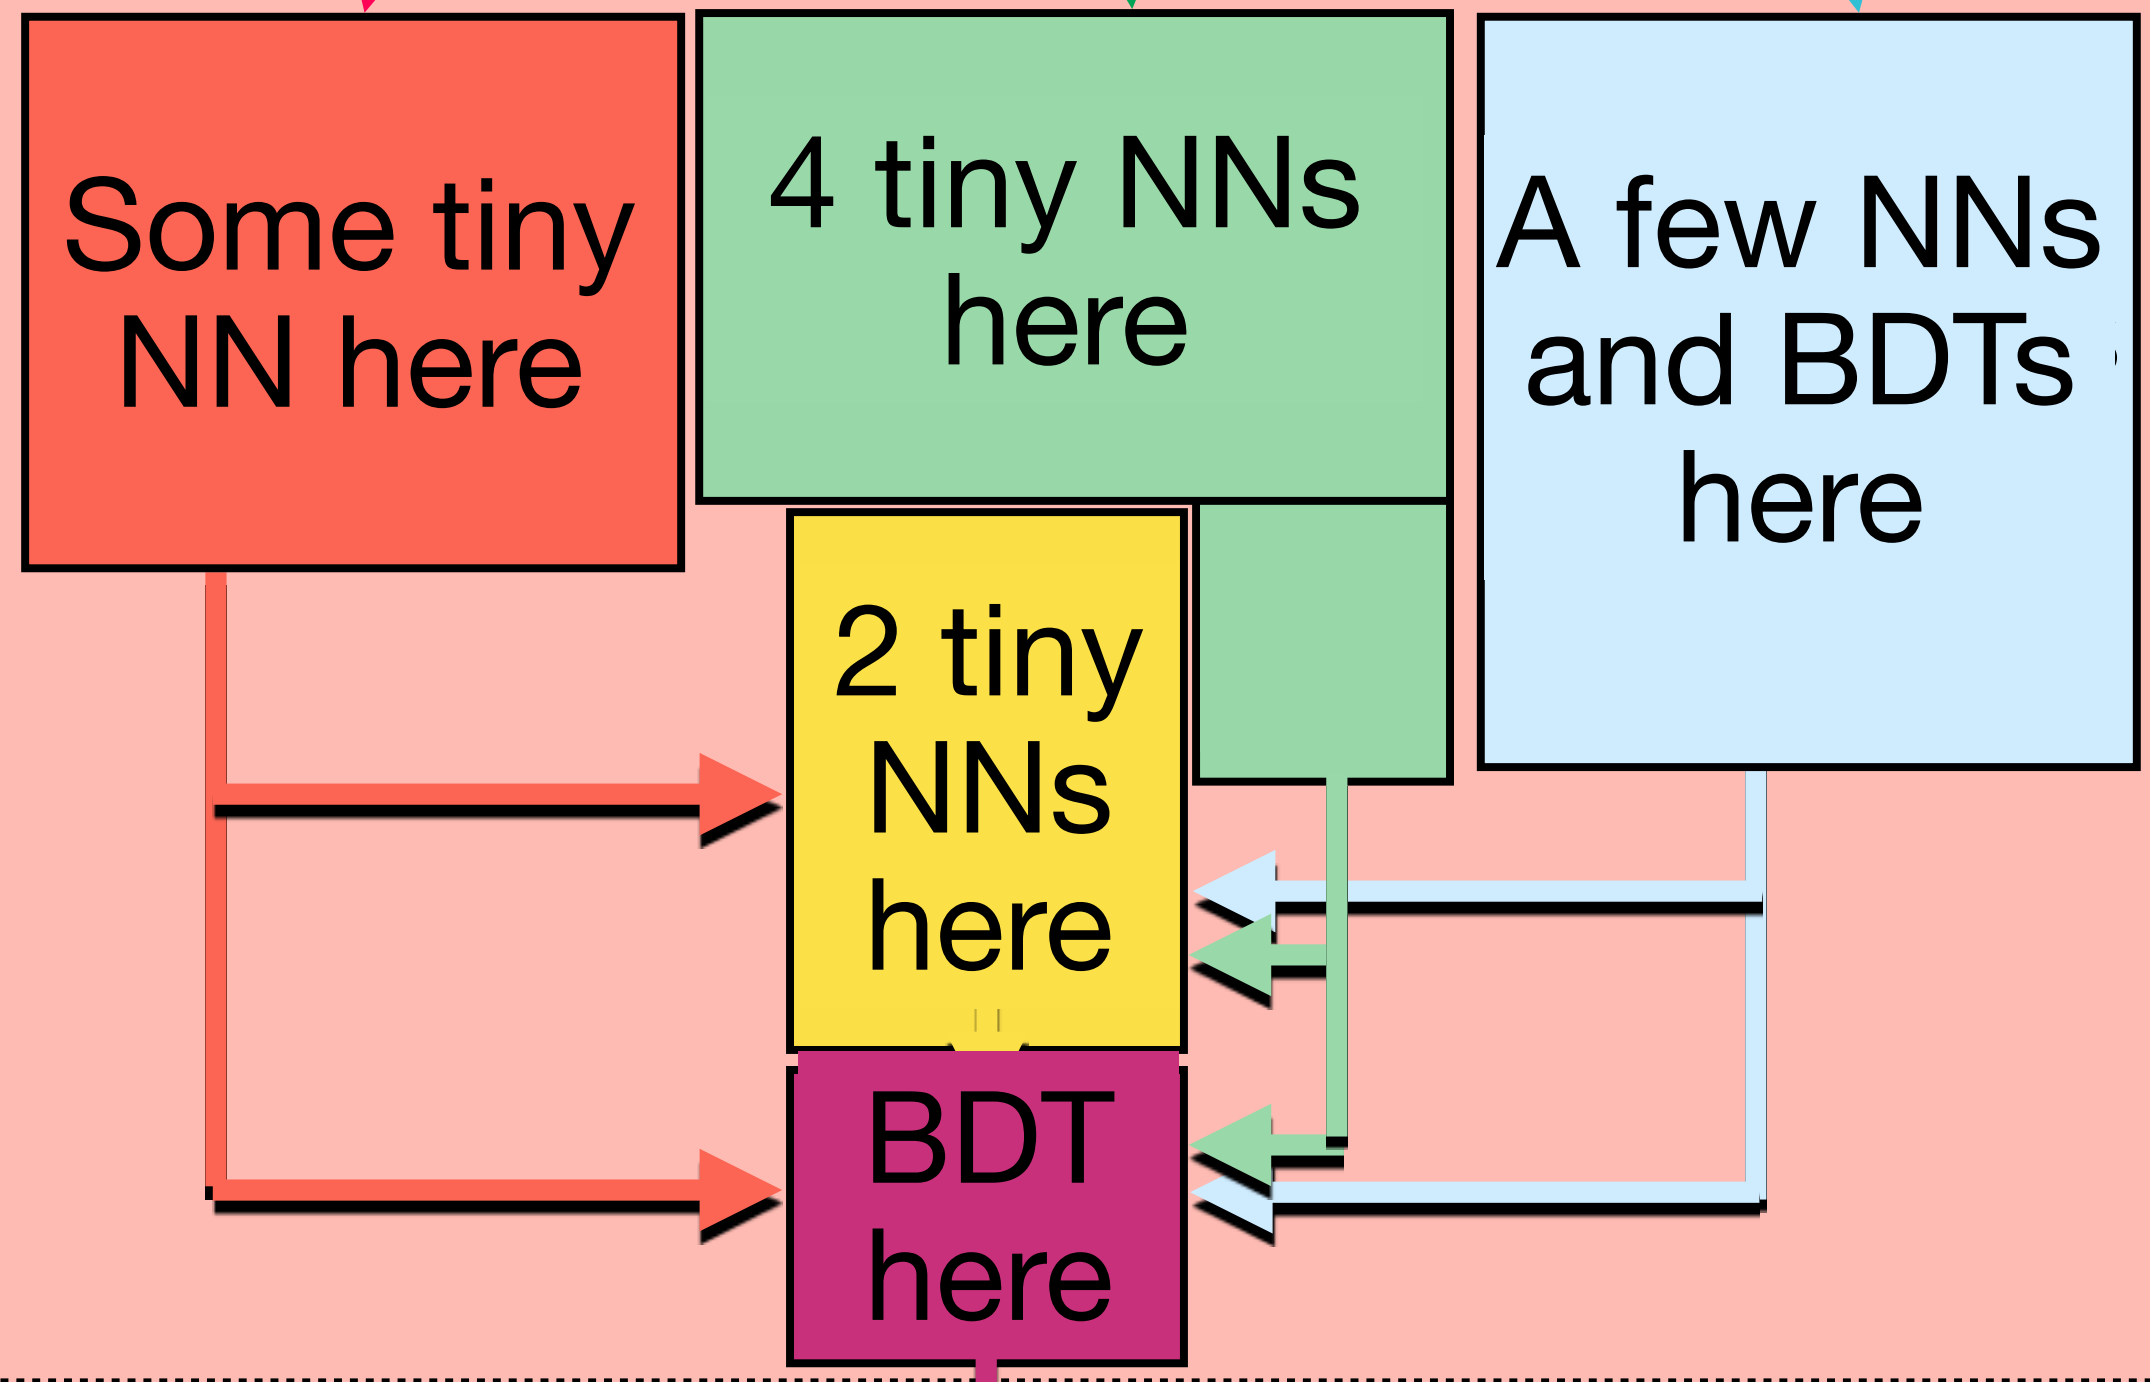 Some tiny
NN here
4 tiny NNs
here
A few NNs
and BDTs
here
2 tiny
NNs
here
BDT
here